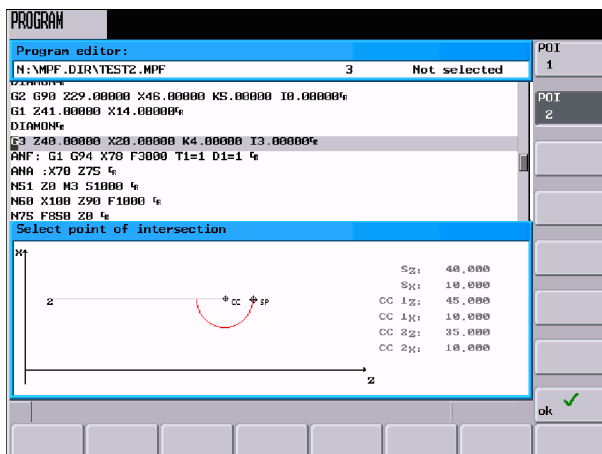 PROGRAM
Program editor:
N:\MPF.DIR\TEST2.MPF 3 Not selected
DIAMONF
G2 G90 Z29.00000 X46.00000 K5.00000 I0.00000
G1 Z41.00000 X14.00000
DIAMON
G3 Z40.00000 X20.00000 K4.00000 I3.00000
ANF: G1 G94 X78 F3000 T1=1 D1=1
ANA :X70 Z75
N51 Z0 M3 S1000
N60 X100 Z90 F1000
N75 F850 Z0
Select point of intersection
X
2
CC
SP
Z
SZ: 40.000
SX: 10.000
CC 1Z: 45.000
CC 1X: 10.000
CC 2Z: 35.000
CC 2X: 10.000
POI
1
POI
2
ok